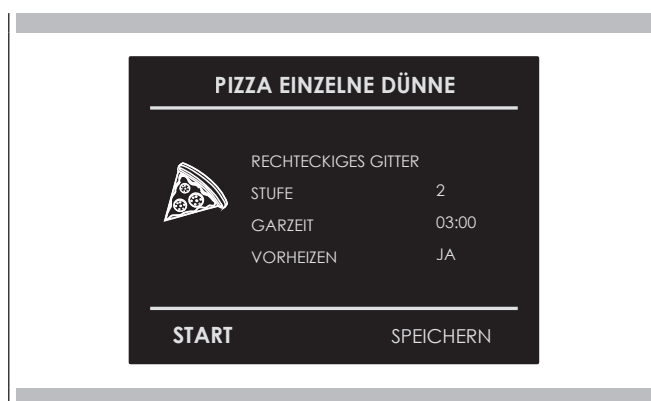 PIZZA EINZELNE DÜNNE
RECHTECKIGES GITTER
STUFE 2
GARZEIT 03:00
VORHEIZEN JA
START SPEICHERN